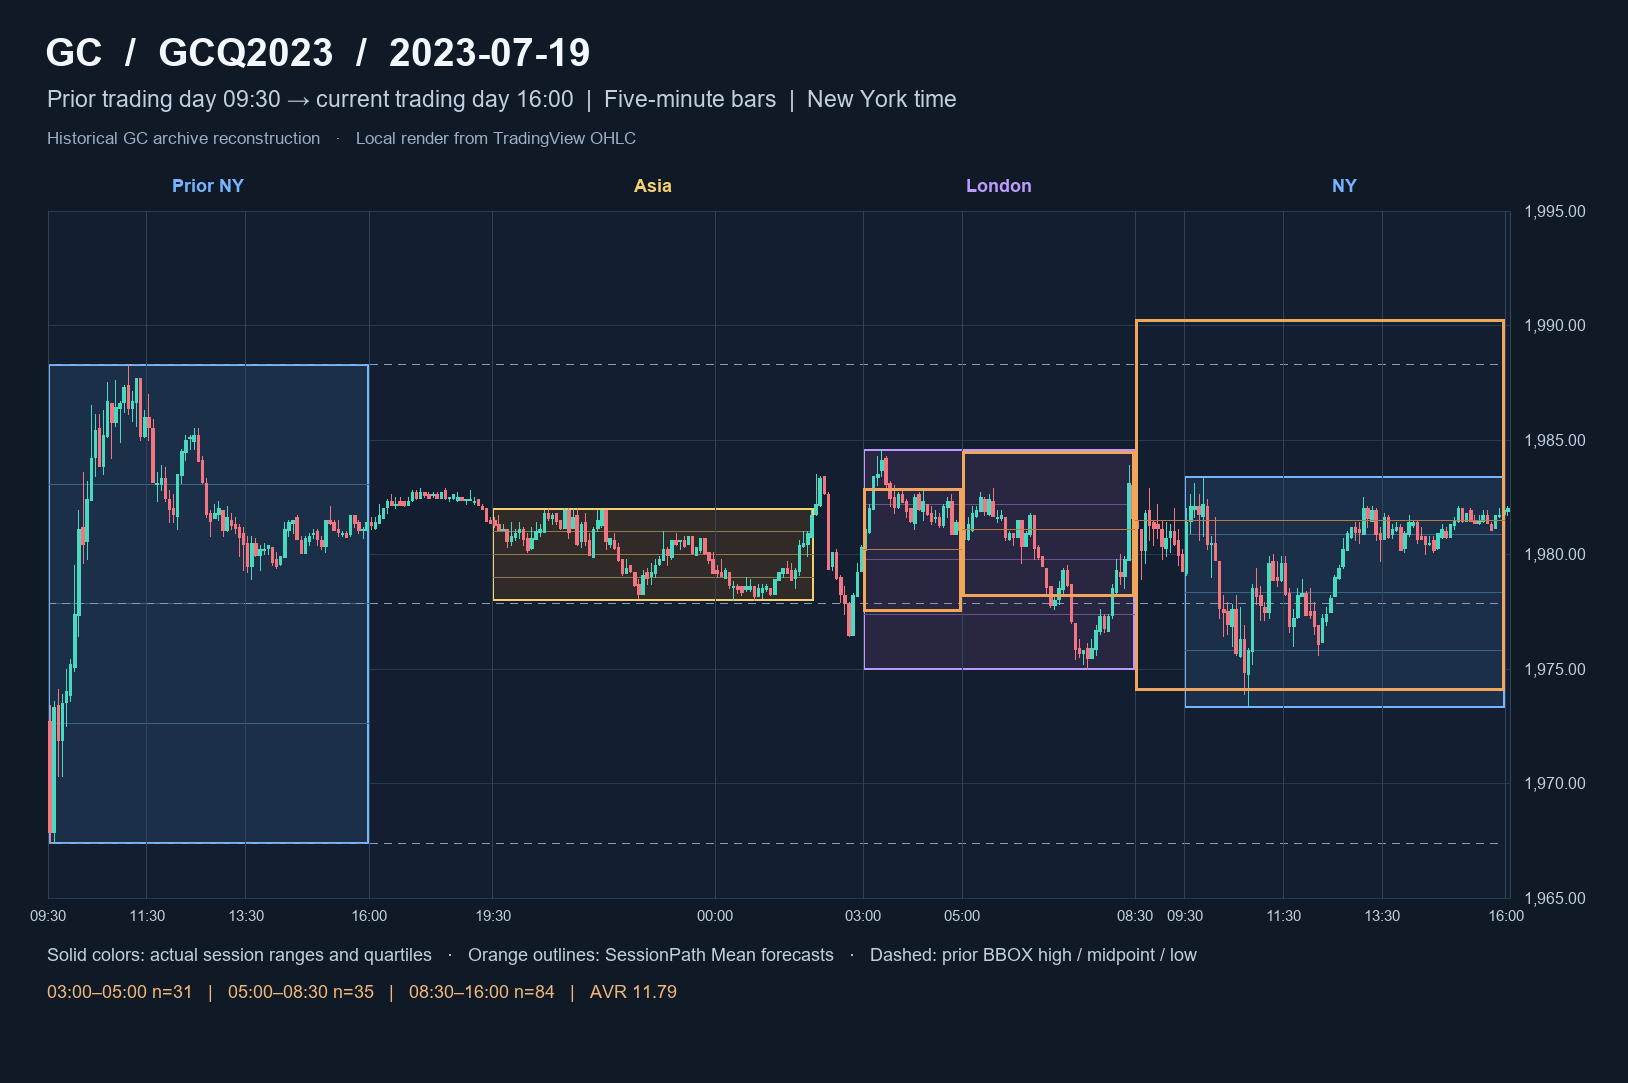 GC / GCQ2023 / 2023-07-19
Prior trading day 09:30 → current trading day 16:00 | Five-minute bars | New York time
Historical GC archive reconstruction · Local render from TradingView OHLC
Prior NY Asia London NY
1,995.00
1,990.00
1,985.00
1,980.00
1,975.00
1,970.00
1,965.00
09:30 11:30 13:30 16:00 19:30 00:00 03:00 05:00 08:30 09:30 11:30 13:30 16:00
Solid colors: actual session ranges and quartiles · Orange outlines: SessionPath Mean forecasts · Dashed: prior BBOX high / midpoint / low
03:00–05:00 n=31 | 05:00–08:30 n=35 | 08:30–16:00 n=84 | AVR 11.79